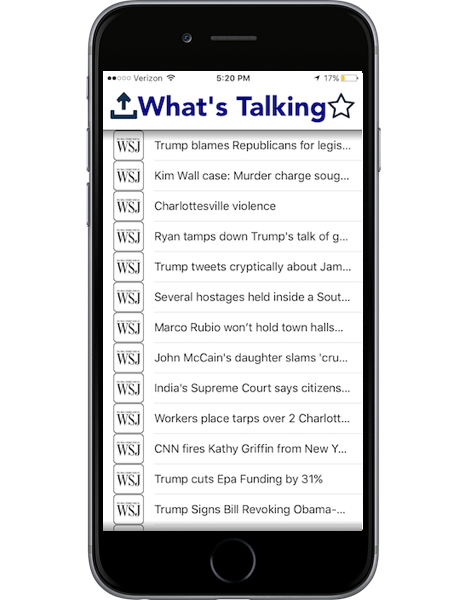 Verizon 5:20 PM 17%
What's Talking
WSJ Trump blames Republicans for legis...
WSJ Kim Wall case: Murder charge soug...
WSJ Charlottesville violence
WSJ Ryan tamps down Trump's talk of g...
WSJ Trump tweets cryptically about Jam...
WSJ Several hostages held inside a Sout...
WSJ Marco Rubio won’t hold town halls...
WSJ John McCain's daughter slams 'cru...
WSJ India's Supreme Court says citizens...
WSJ Workers place tarps over 2 Charlott...
WSJ CNN fires Kathy Griffin from New Y...
WSJ Trump cuts Epa Funding by 31%
WSJ Trump Signs Bill Revoking Obama-...